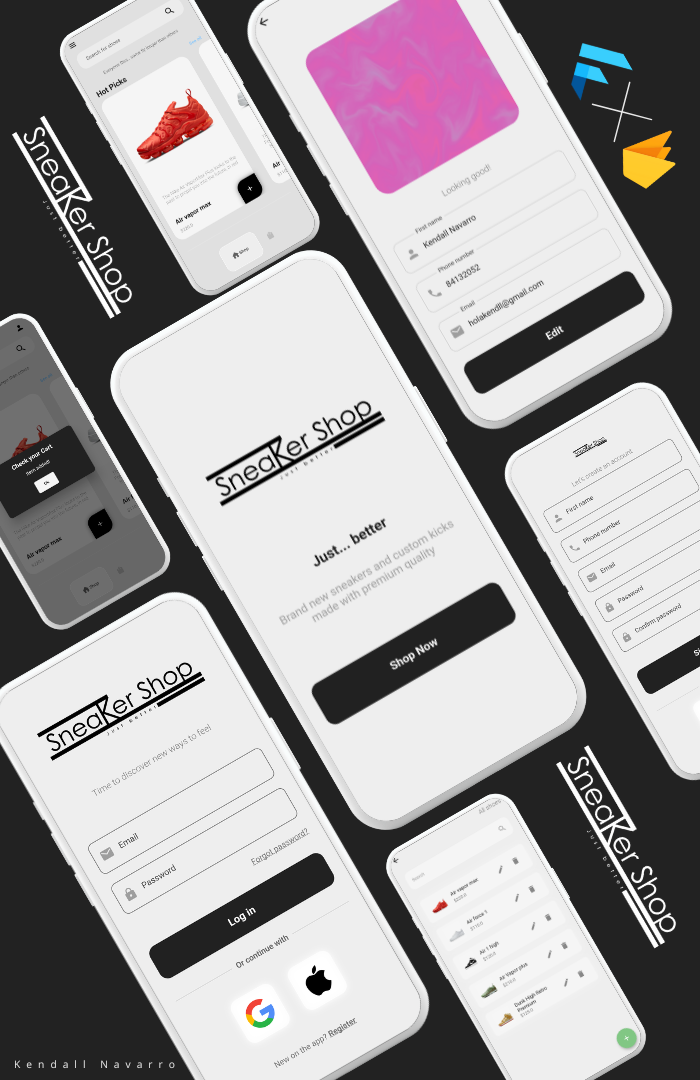 Search for shoes
Hot Picks
Air vapor max
Shop
SneaKer Shop
Just better
Looking good!
First name
Kendall Navarro
Phone number
84132052
Email
holakendll@gmail.com
Edit
Check your Cart
Item added!
Ok
Air vapor max
Shop
SneaKer Shop
Just better
Just... better
Brand new sneakers and custom kicks
made with premium quality
Shop Now
SneaKer Shop
Let's create an account
First name
Phone number
Email
Password
Confirm password
SneaKer Shop
Just better
Time to discover new ways to feel
Email
Password
Forgot password?
Log in
Or continue with
New on the app? Register
All shoes
Search
Air vapor max
Air force 1
Air 1 high
Air Vapor plus
Dunk High Retro
Premium
SneaKer Shop
Just better
Kendall Navarro